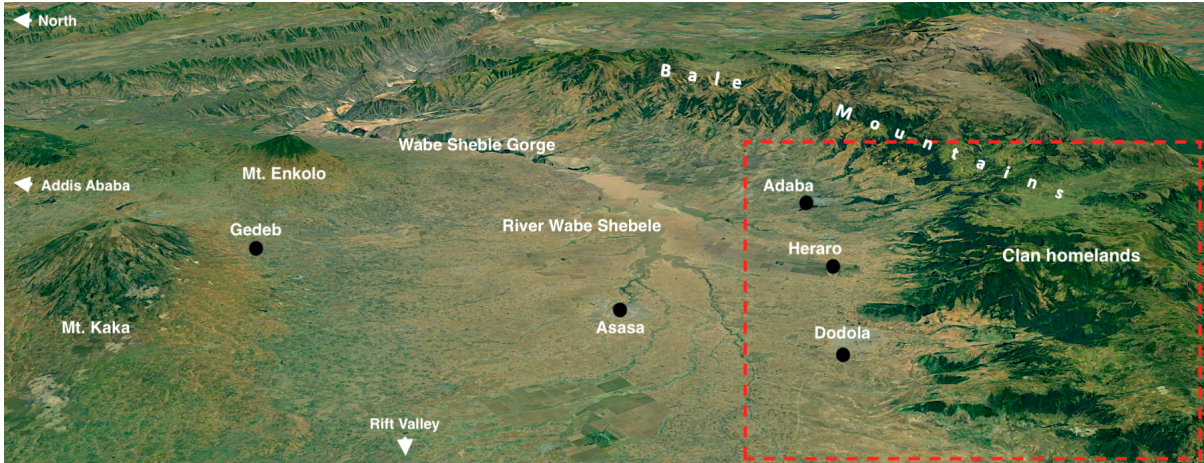 North
Bale
Mountains
Wabe Sheble Gorge
Mt. Enkolo
Addis Ababa
Adaba
Gedeb
River Wabe Shebele
Heraro
Clan homelands
Mt. Kaka
Asasa
Dodola
Rift Valley